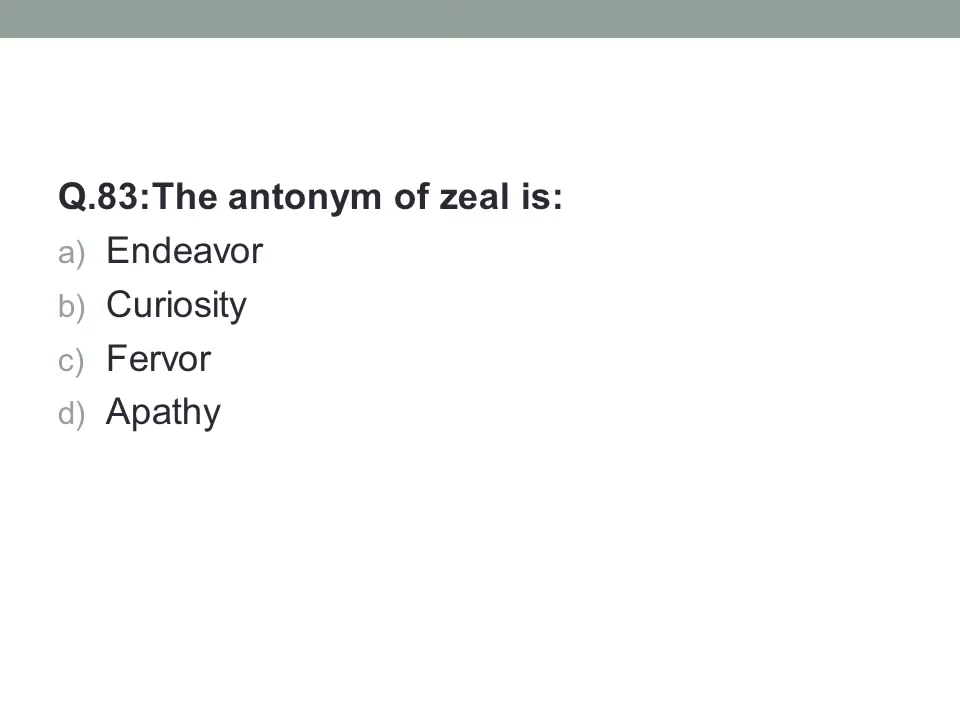 Q.83:The antonym of zeal is:
a) Endeavor
b) Curiosity
c) Fervor
d) Apathy